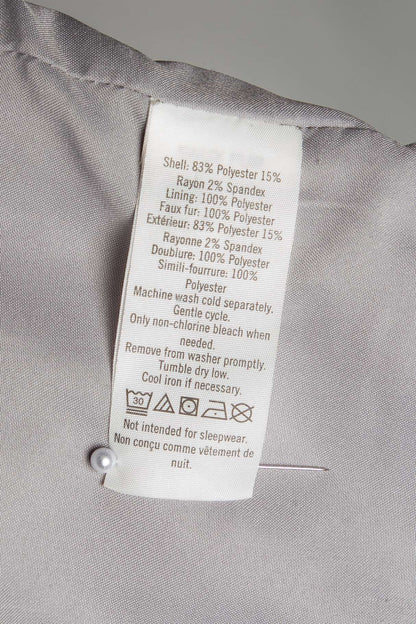 Shell: 83% Polyester 15%
Rayon 2% Spandex
Lining: 100% Polyester
Faux fur: 100% Polyester
Extérieur: 83% Polyester 15%
Rayonne 2% Spandex
Doublure: 100% Polyester
Simili-fourrure: 100%
Polyester
Machine wash cold separately.
Gentle cycle.
Only non-chlorine bleach when
needed.
Remove from washer promptly.
Tumble dry low.
Cool iron if necessary.
30
Not intended for sleepwear.
Non conçu comme vêtement de
nuit.